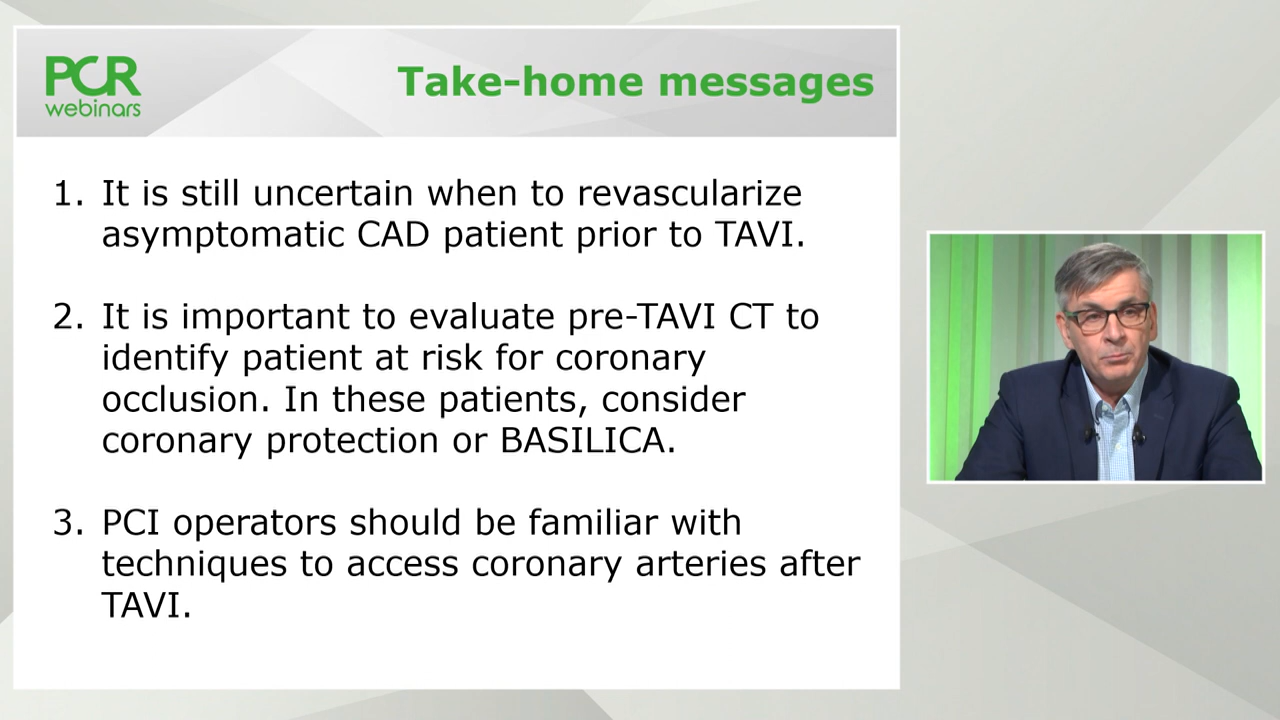 PCR
webinars
Take-home messages
1. It is still uncertain when to revascularize
asymptomatic CAD patient prior to TAVI.
2. It is important to evaluate pre-TAVI CT to
identify patient at risk for coronary
occlusion. In these patients, consider
coronary protection or BASILICA.
3. PCI operators should be familiar with
techniques to access coronary arteries after
TAVI.